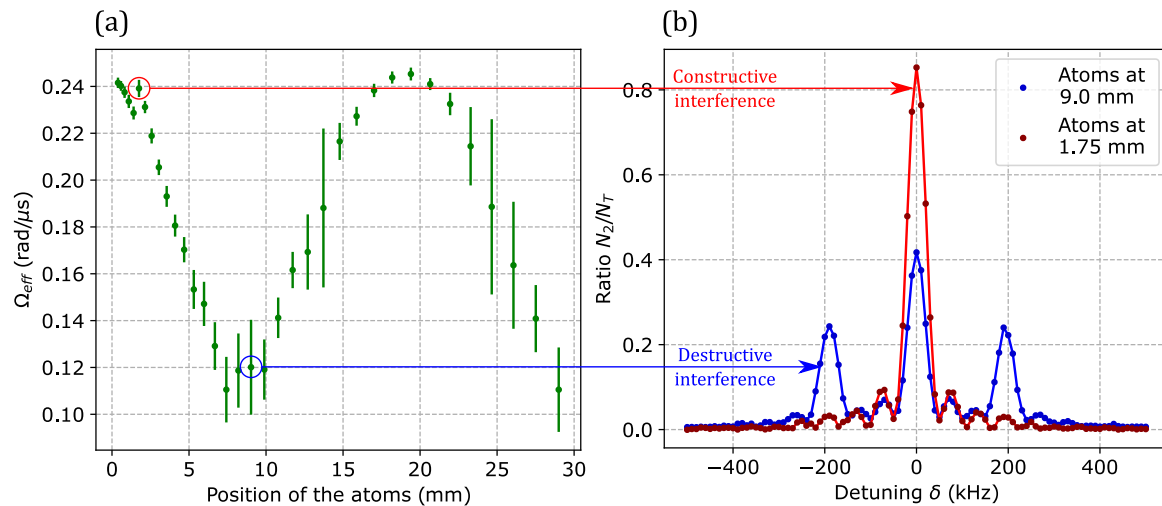 (a)
(b)
Ω_eff (rad/μs)
0.24
0.22
0.20
0.18
0.16
0.14
0.12
0.10
0
5
10
15
20
25
30
Position of the atoms (mm)
Constructive
interference
Destructive
interference
Ratio N₂/N_T
0.8
0.6
0.4
0.2
0.0
Atoms at
9.0 mm
Atoms at
1.75 mm
−400
−200
0
200
400
Detuning δ (kHz)